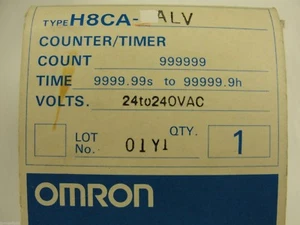 TYPE H8CA-ALV
COUNTER/TIMER
COUNT 999999
TIME 9999.99s to 99999.9h
VOLTS. 24to240VAC
LOT No. 01Y1 QTY. 1
OMRON